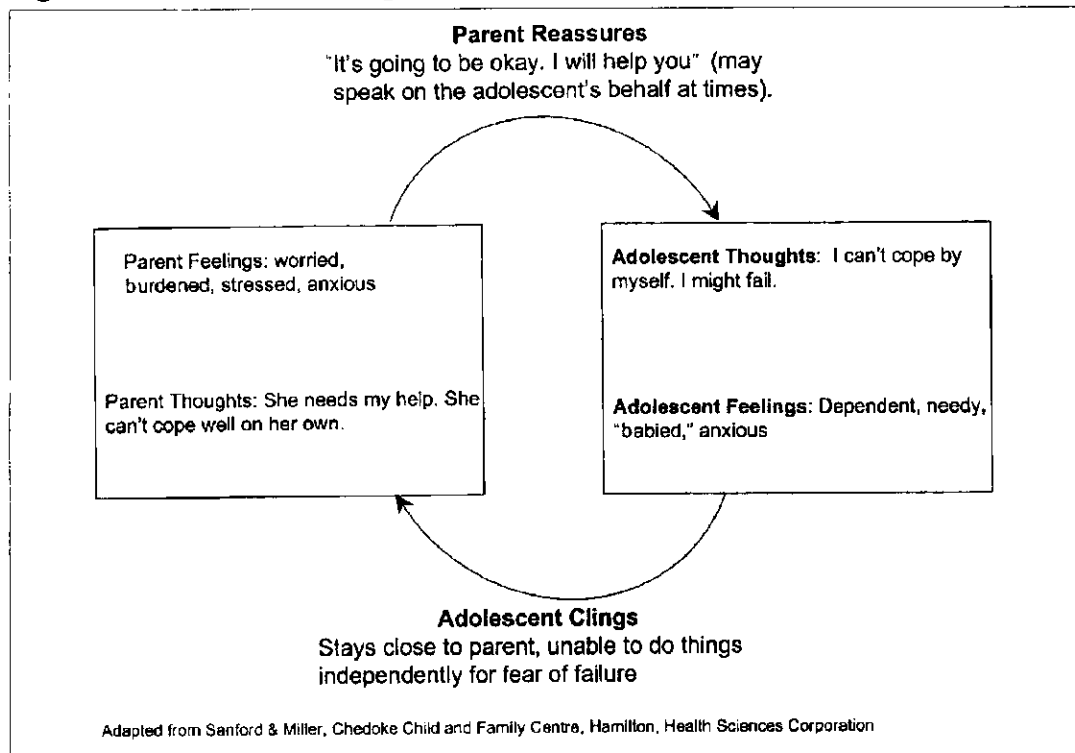 Parent Reassures
"It's going to be okay. I will help you" (may
speak on the adolescent's behalf at times).
Parent Feelings: worried,
burdened, stressed, anxious
Parent Thoughts: She needs my help. She
can't cope well on her own.
Adolescent Thoughts: I can't cope by
myself. I might fail.
Adolescent Feelings: Dependent, needy,
"babied," anxious
Adolescent Clings
Stays close to parent, unable to do things
independently for fear of failure
Adapted from Sanford & Miller, Chedoke Child and Family Centre, Hamilton, Health Sciences Corporation